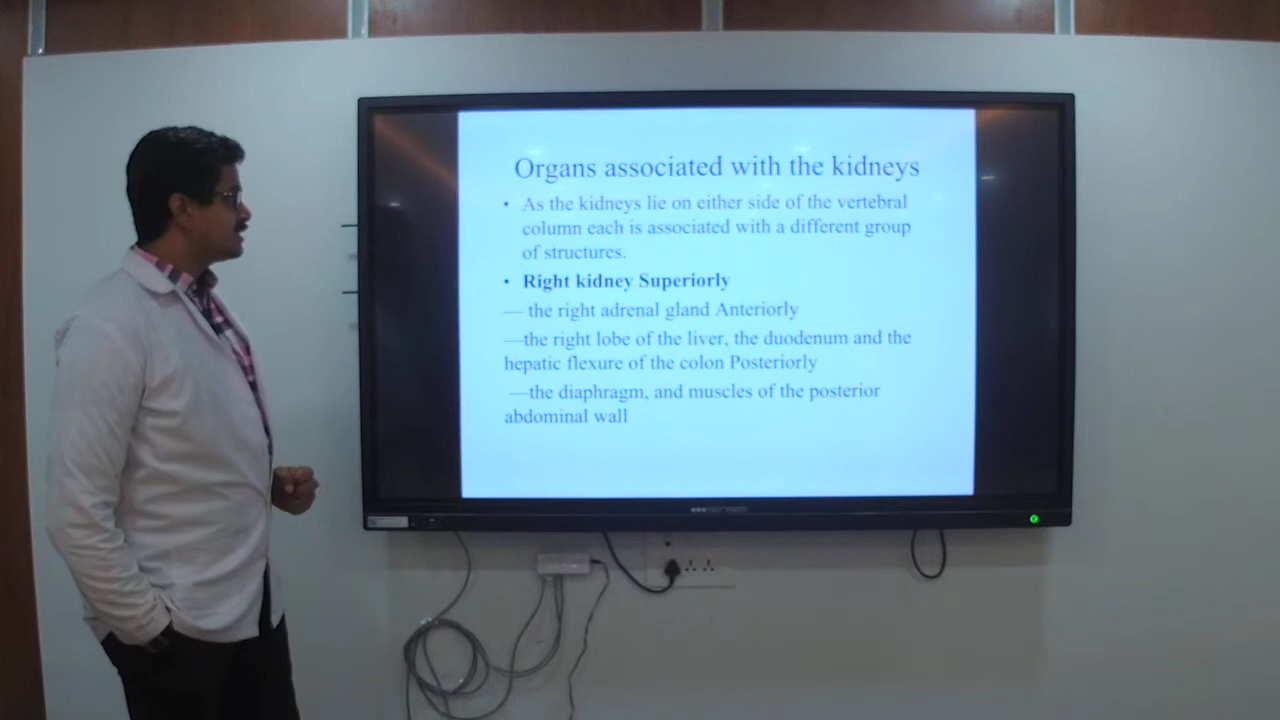 Organs associated with the kidneys
• As the kidneys lie on either side of the vertebral
column each is associated with a different group
of structures.
• Right kidney Superiorly
— the right adrenal gland Anteriorly
—the right lobe of the liver, the duodenum and the
hepatic flexure of the colon Posteriorly
—the diaphragm, and muscles of the posterior
abdominal wall